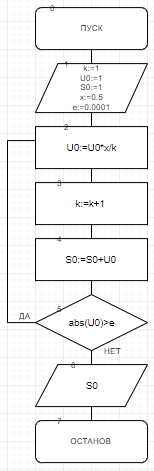 0
ПУСК
1
k:=1
U0:=1
S0:=1
x:=0.5
e:=0.0001
2
U0:=U0*x/k
3
k:=k+1
4
S0:=S0+U0
5
ДА
abs(U0)>e
НЕТ
6
S0
7
ОСТАНОВ